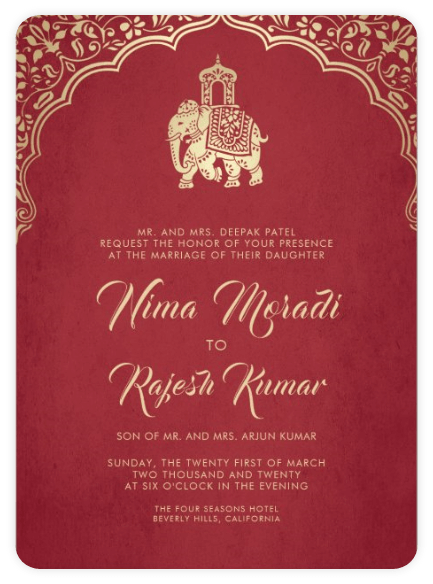 MR. AND MRS. DEEPAK PATEL
REQUEST THE HONOR OF YOUR PRESENCE
AT THE MARRIAGE OF THEIR DAUGHTER
Nima Moradi
TO
Rajesh Kumar
SON OF MR. AND MRS. ARJUN KUMAR
SUNDAY, THE TWENTY FIRST OF MARCH
TWO THOUSAND AND TWENTY
AT SIX O'CLOCK IN THE EVENING
THE FOUR SEASONS HOTEL
BEVERLY HILLS, CALIFORNIA